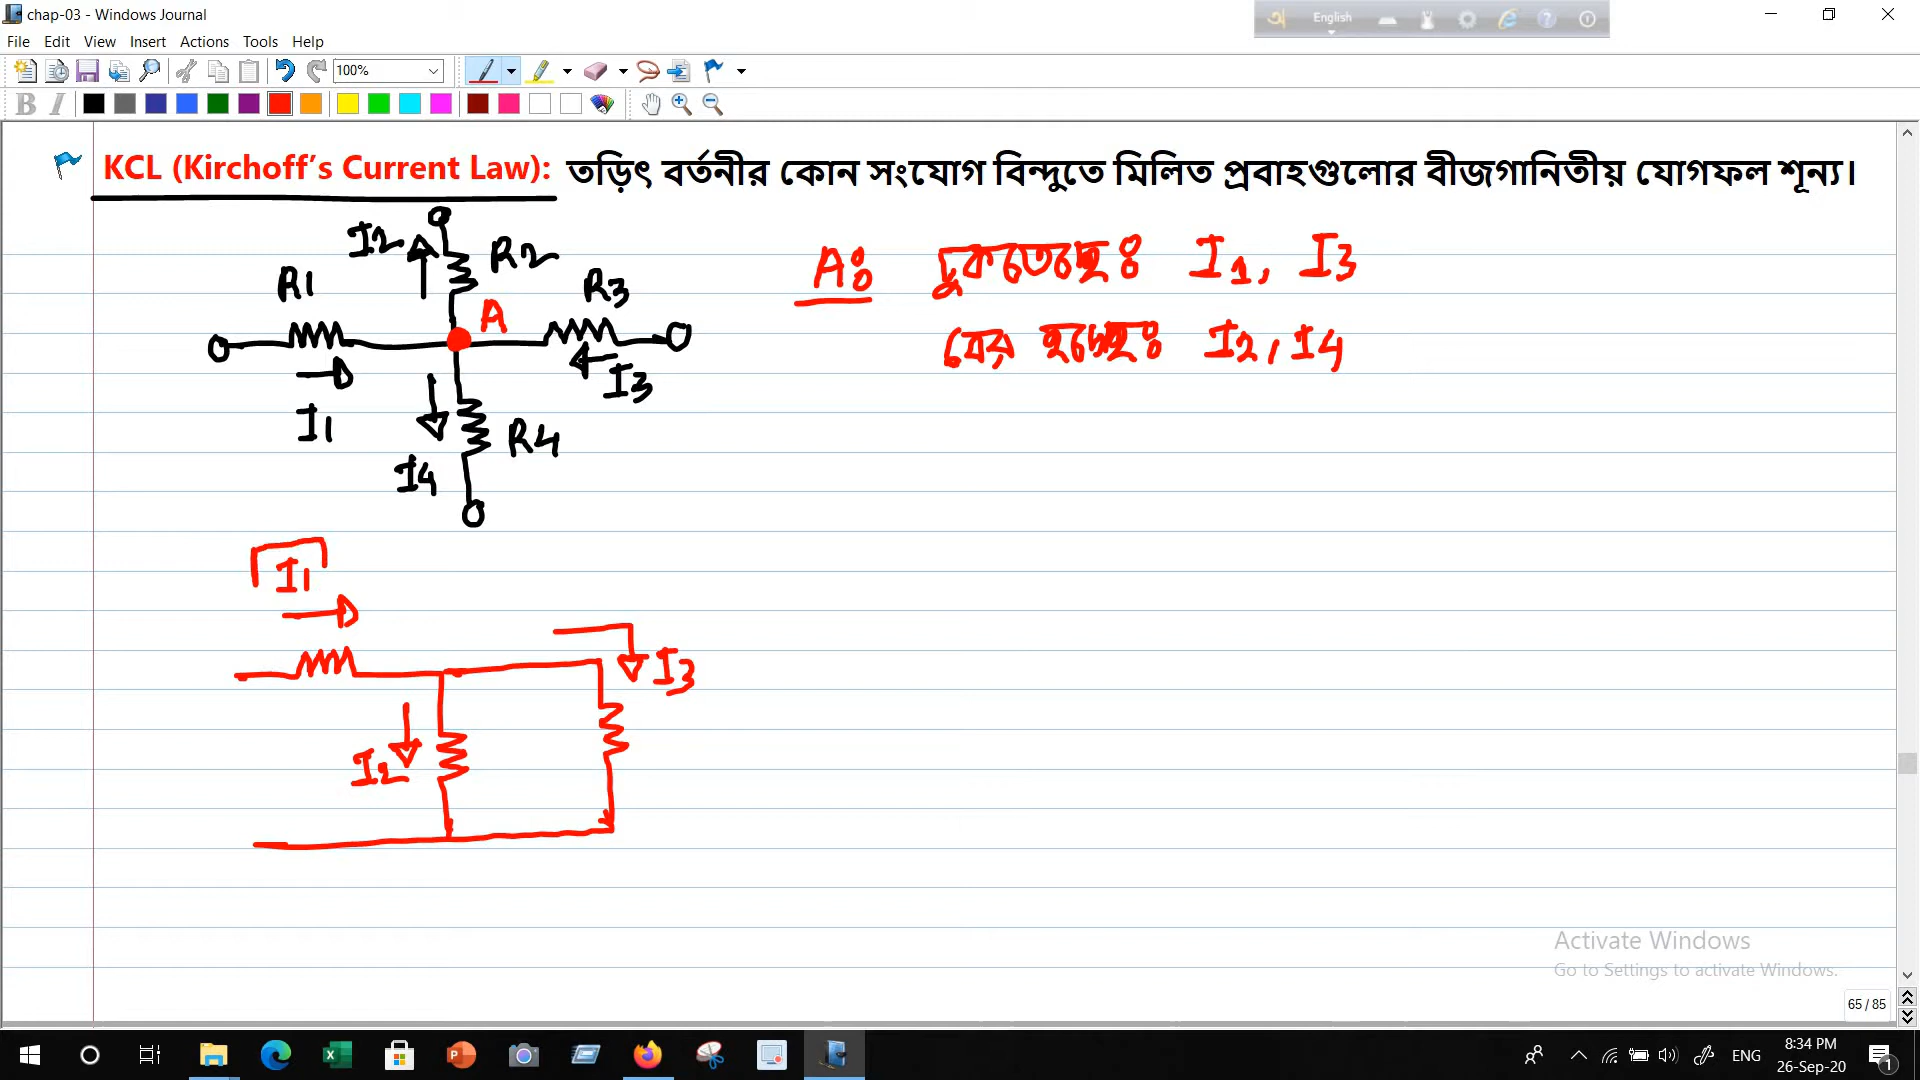 chap-03 - Windows Journal
English
File Edit View Insert Actions Tools Help
100%
KCL (Kirchoff's Current Law): তড়িৎ বর্তনীর কোন সংযোগ বিন্দুতে মিলিত প্রবাহগুলোর বীজগানিতীয় যোগফল শূন্য।
I2 R2
R1 A R3
I1 I3
I4 R4
A: ঢুকতেছেঃ I1, I3
বের হচ্ছেঃ I2, I4
I1
I3
I2
Activate Windows
Go to Settings to activate Windows.
65 / 85
ENG 8:34 PM
26-Sep-20 1